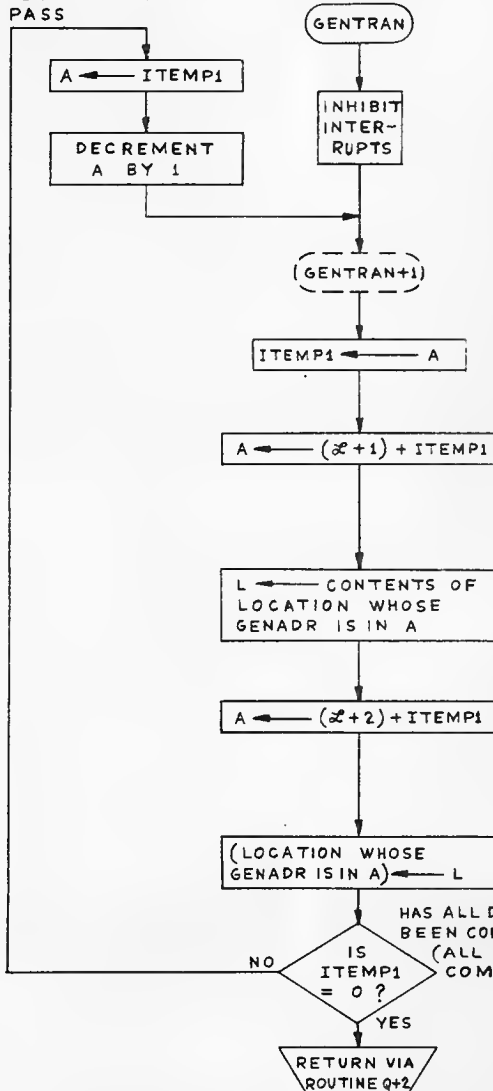 PASS
GENTRAN
A ← ITEMP1
INHIBIT
INTER-
RUPTS
DECREMENT
A BY 1
(GENTRAN+1)
ITEMP1 ← A
A ← (ℒ+1) + ITEMP1
L ← CONTENTS OF
LOCATION WHOSE
GENADR IS IN A
A ← (ℒ+2) + ITEMP1
(LOCATION WHOSE
GENADR IS IN A) ← L
HAS ALL
BEEN
(ALL
NO
IS
ITEMP1
= 0 ?
YES
RETURN VIA
ROUTINE Q+2